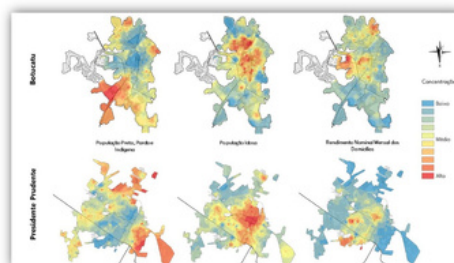 Botucatu
Concentração
Baixo
Médio
Alto
População Preta, Parda e
Indígena
População Idosa
Rendimento Nominal Mensal dos
Domicílios
Presidente Prudente